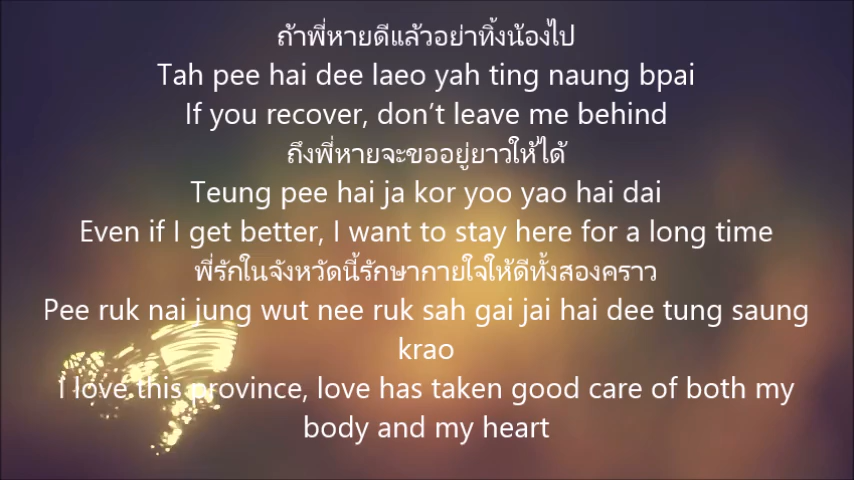 ถ้าพี่หายดีแล้วอย่าทิ้งน้องไป
Tah pee hai dee laeo yah ting naung bpai
If you recover, don’t leave me behind
ถึงพี่หายจะขออยู่ยาวให้ได้
Teung pee hai ja kor yoo yao hai dai
Even if I get better, I want to stay here for a long time
พี่รักในจังหวัดนี้รักษากายใจให้ดีทั้งสองคราว
Pee ruk nai jung wut nee ruk sah gai jai hai dee tung saung
krao
I love this province, love has taken good care of both my
body and my heart